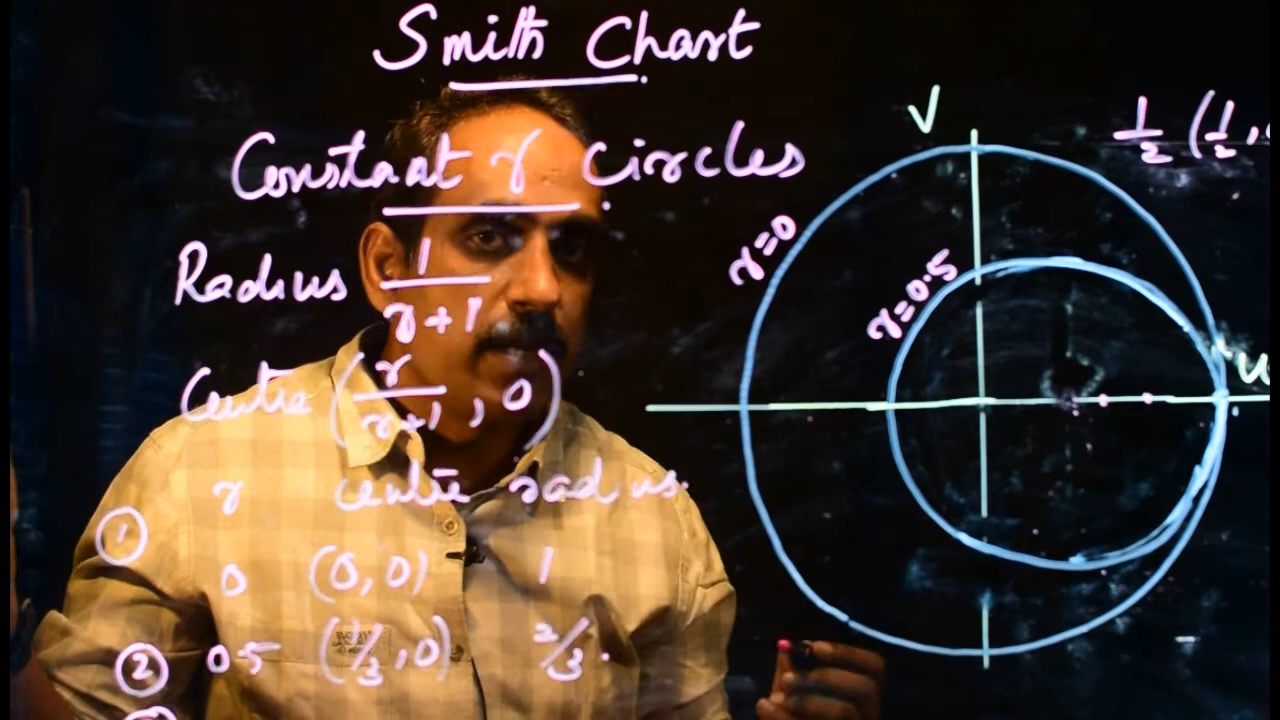 Smith Chart
Constant r circles
Radius 1/r+1
Centre (r/r+1, 0)
r centre radius.
① 0 (0,0) 1
② 0.5 (1/3,0) 2/3.
V
1/2 (1/2,
r=0
r=0.5
u